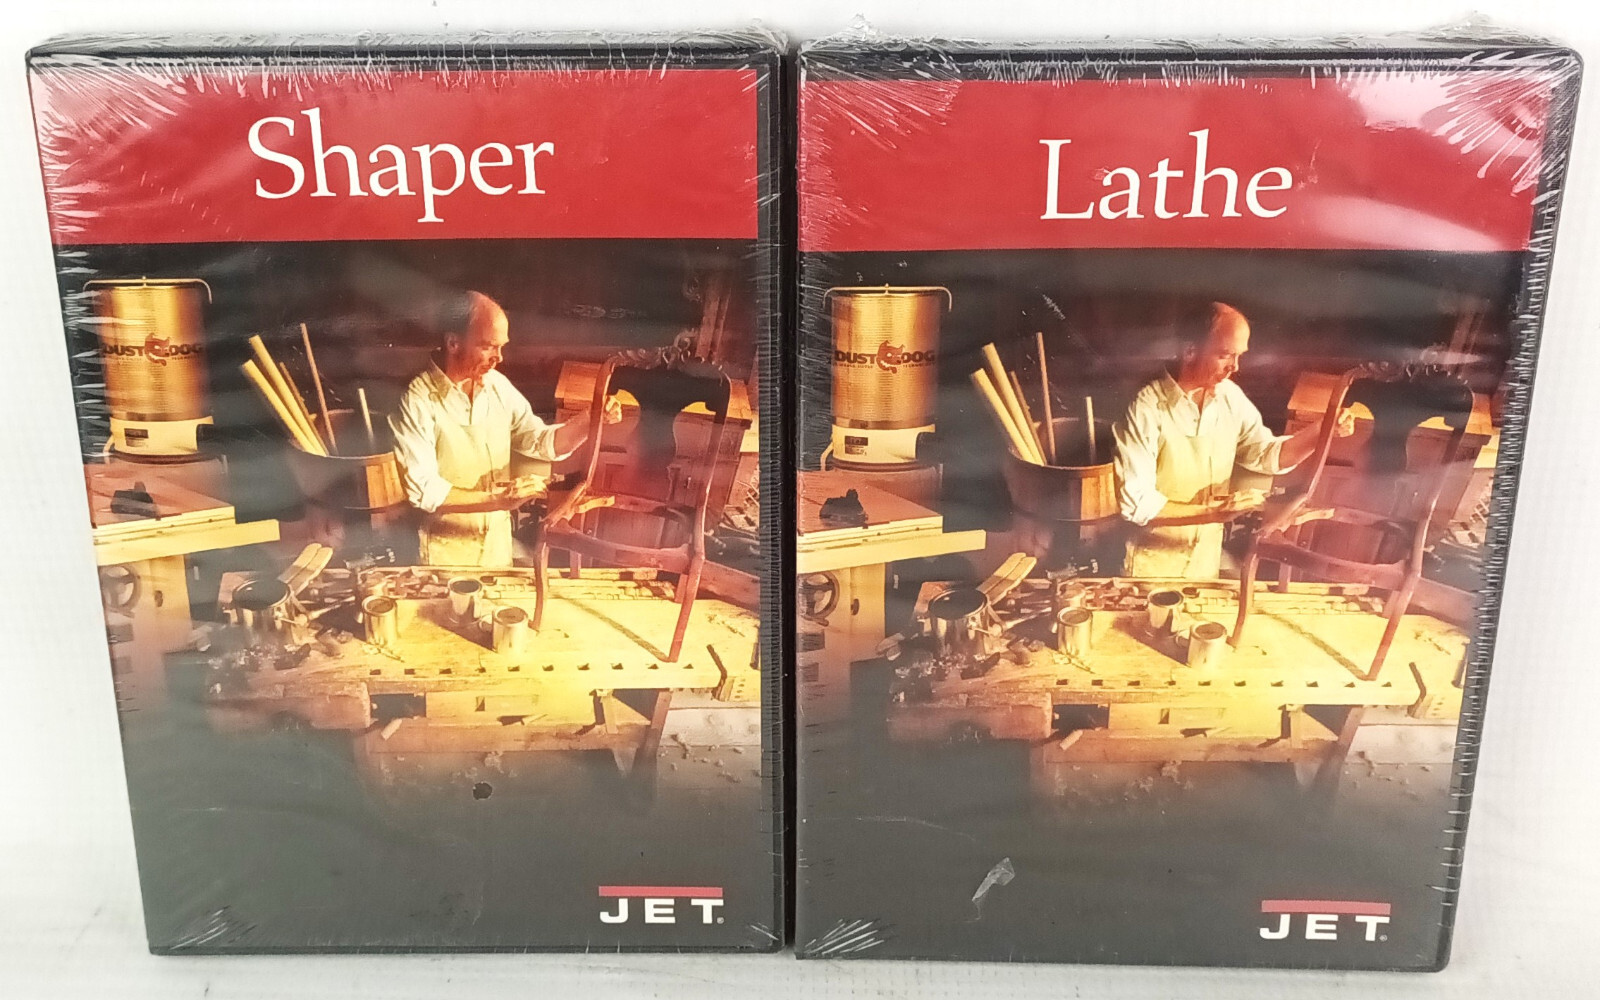 Shaper
DUST DOG
JET®
Lathe
DUST DOG
JET®